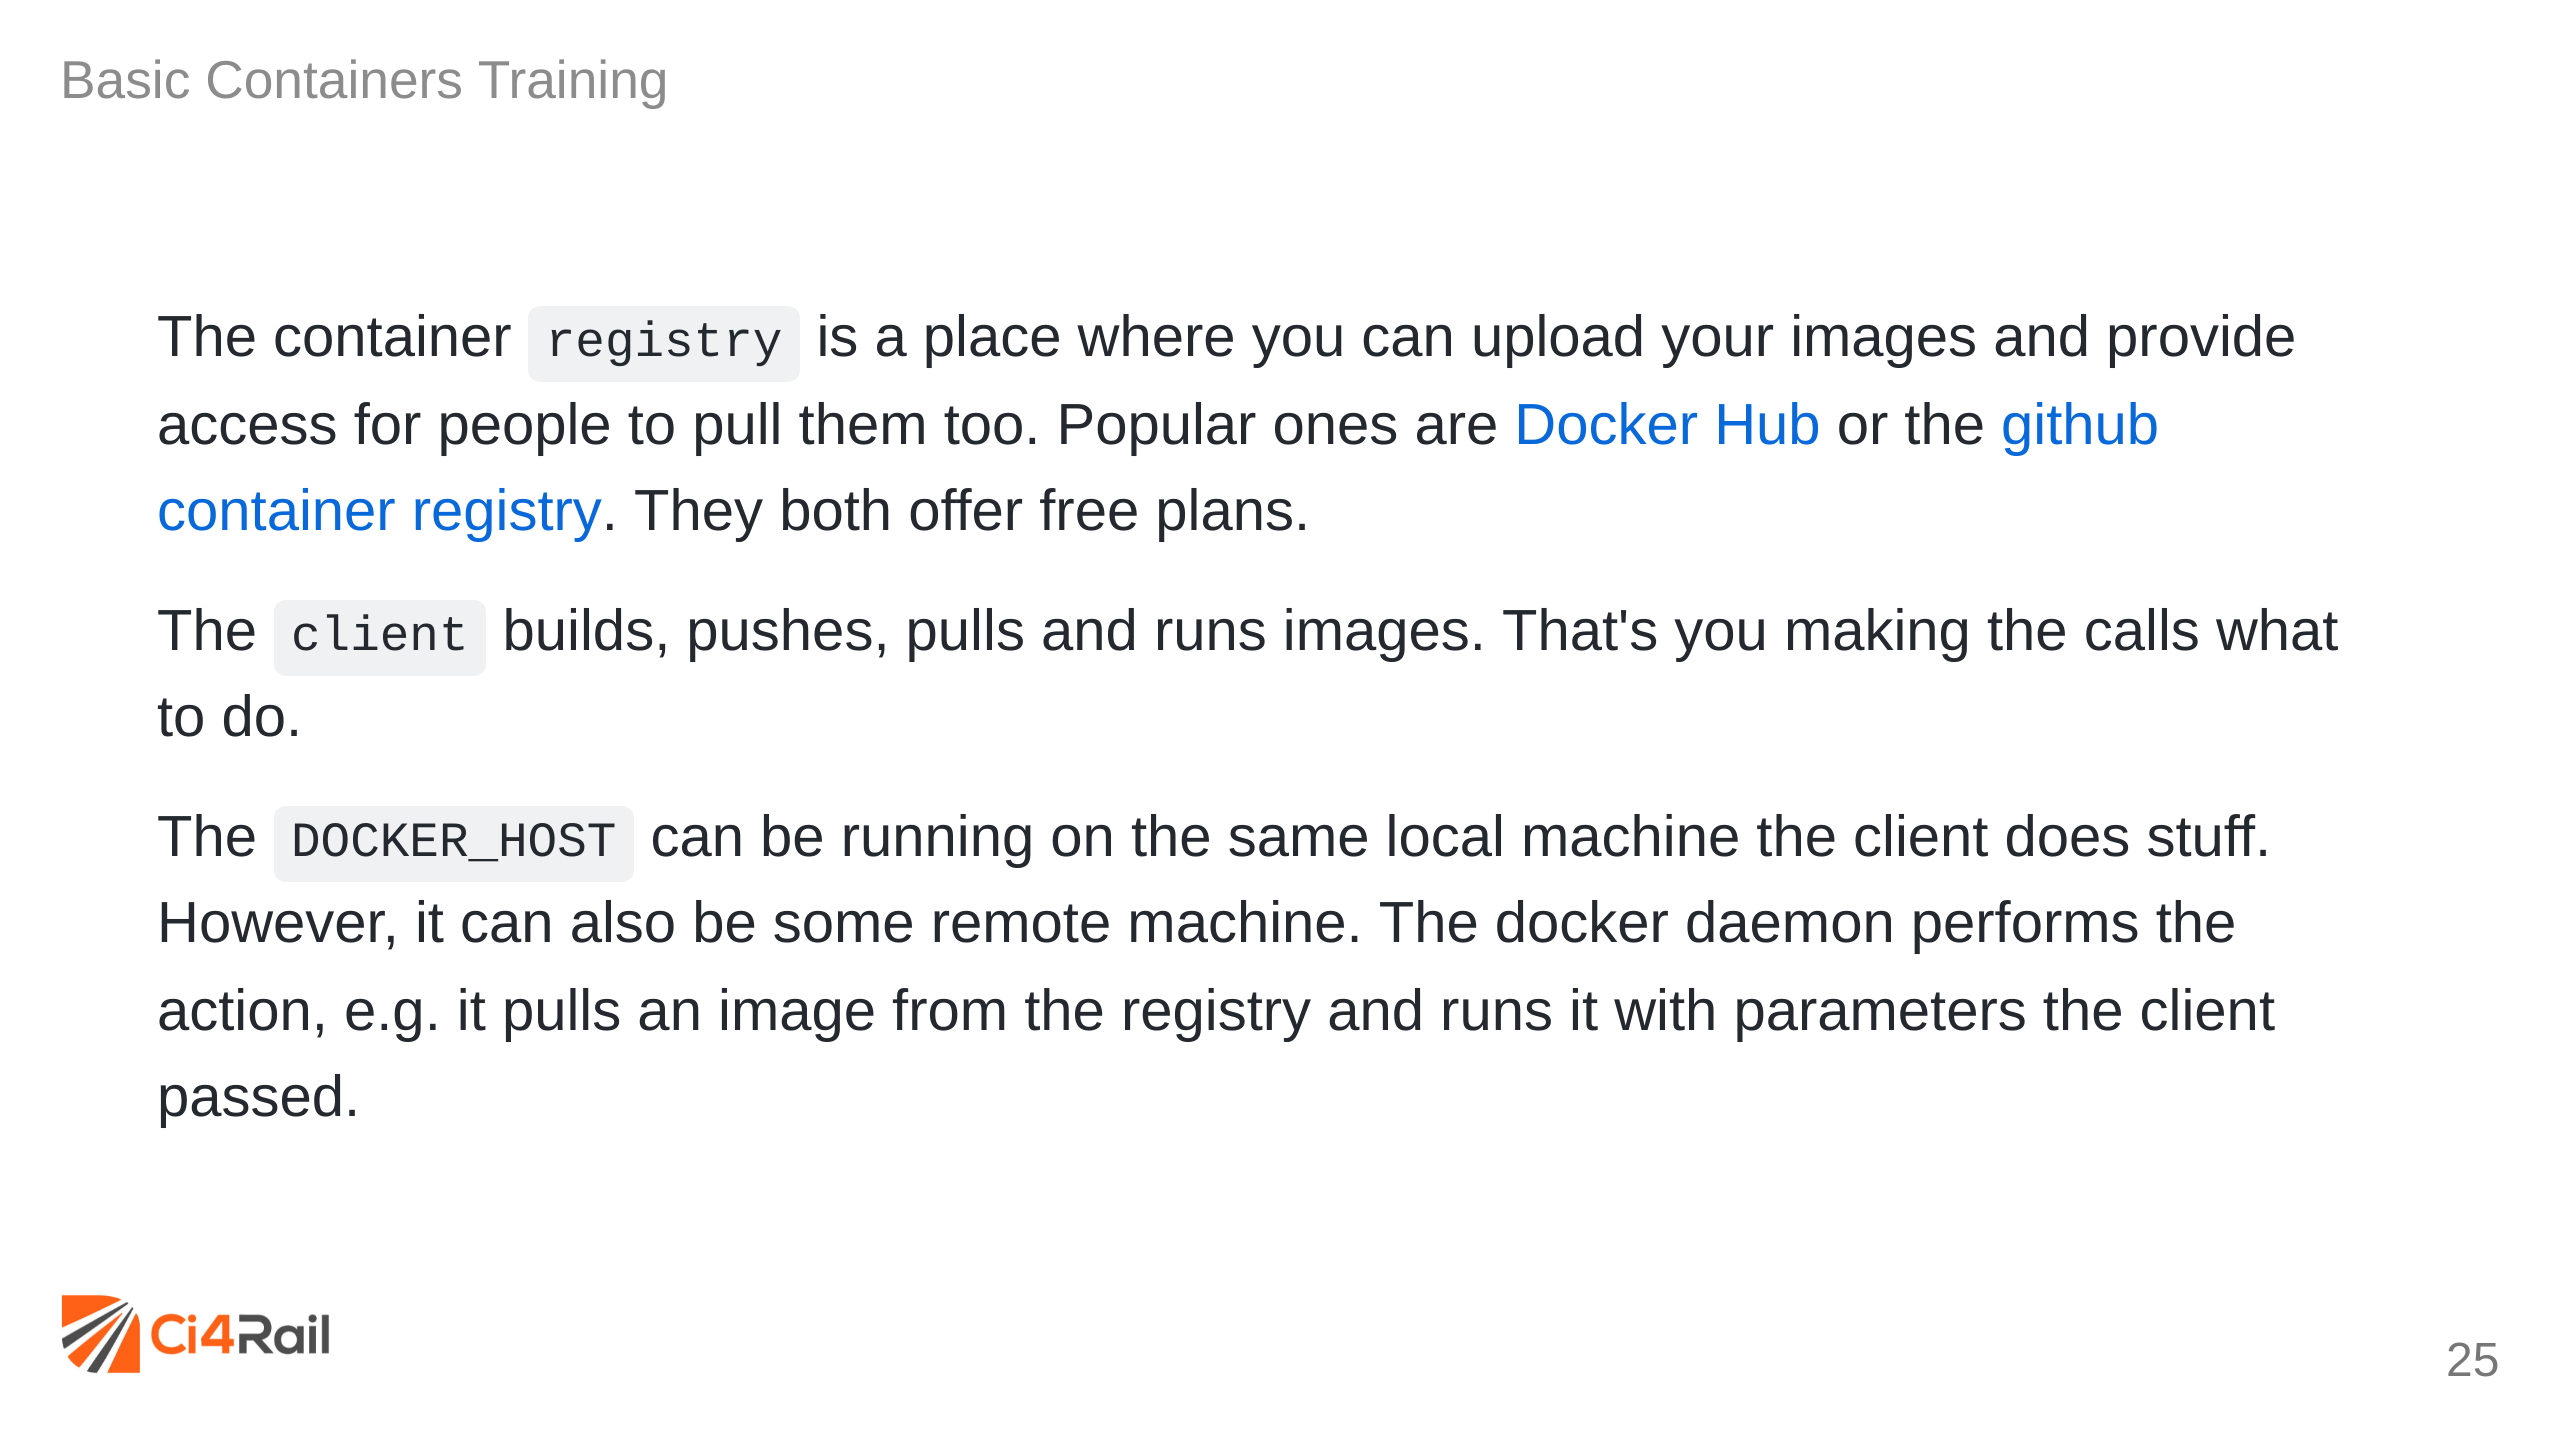 Basic Containers Training
The container registry is a place where you can upload your images and provide
access for people to pull them too. Popular ones are Docker Hub or the github
container registry. They both offer free plans.
The client builds, pushes, pulls and runs images. That's you making the calls what
to do.
The DOCKER_HOST can be running on the same local machine the client does stuff.
However, it can also be some remote machine. The docker daemon performs the
action, e.g. it pulls an image from the registry and runs it with parameters the client
passed.
Ci4Rail
25